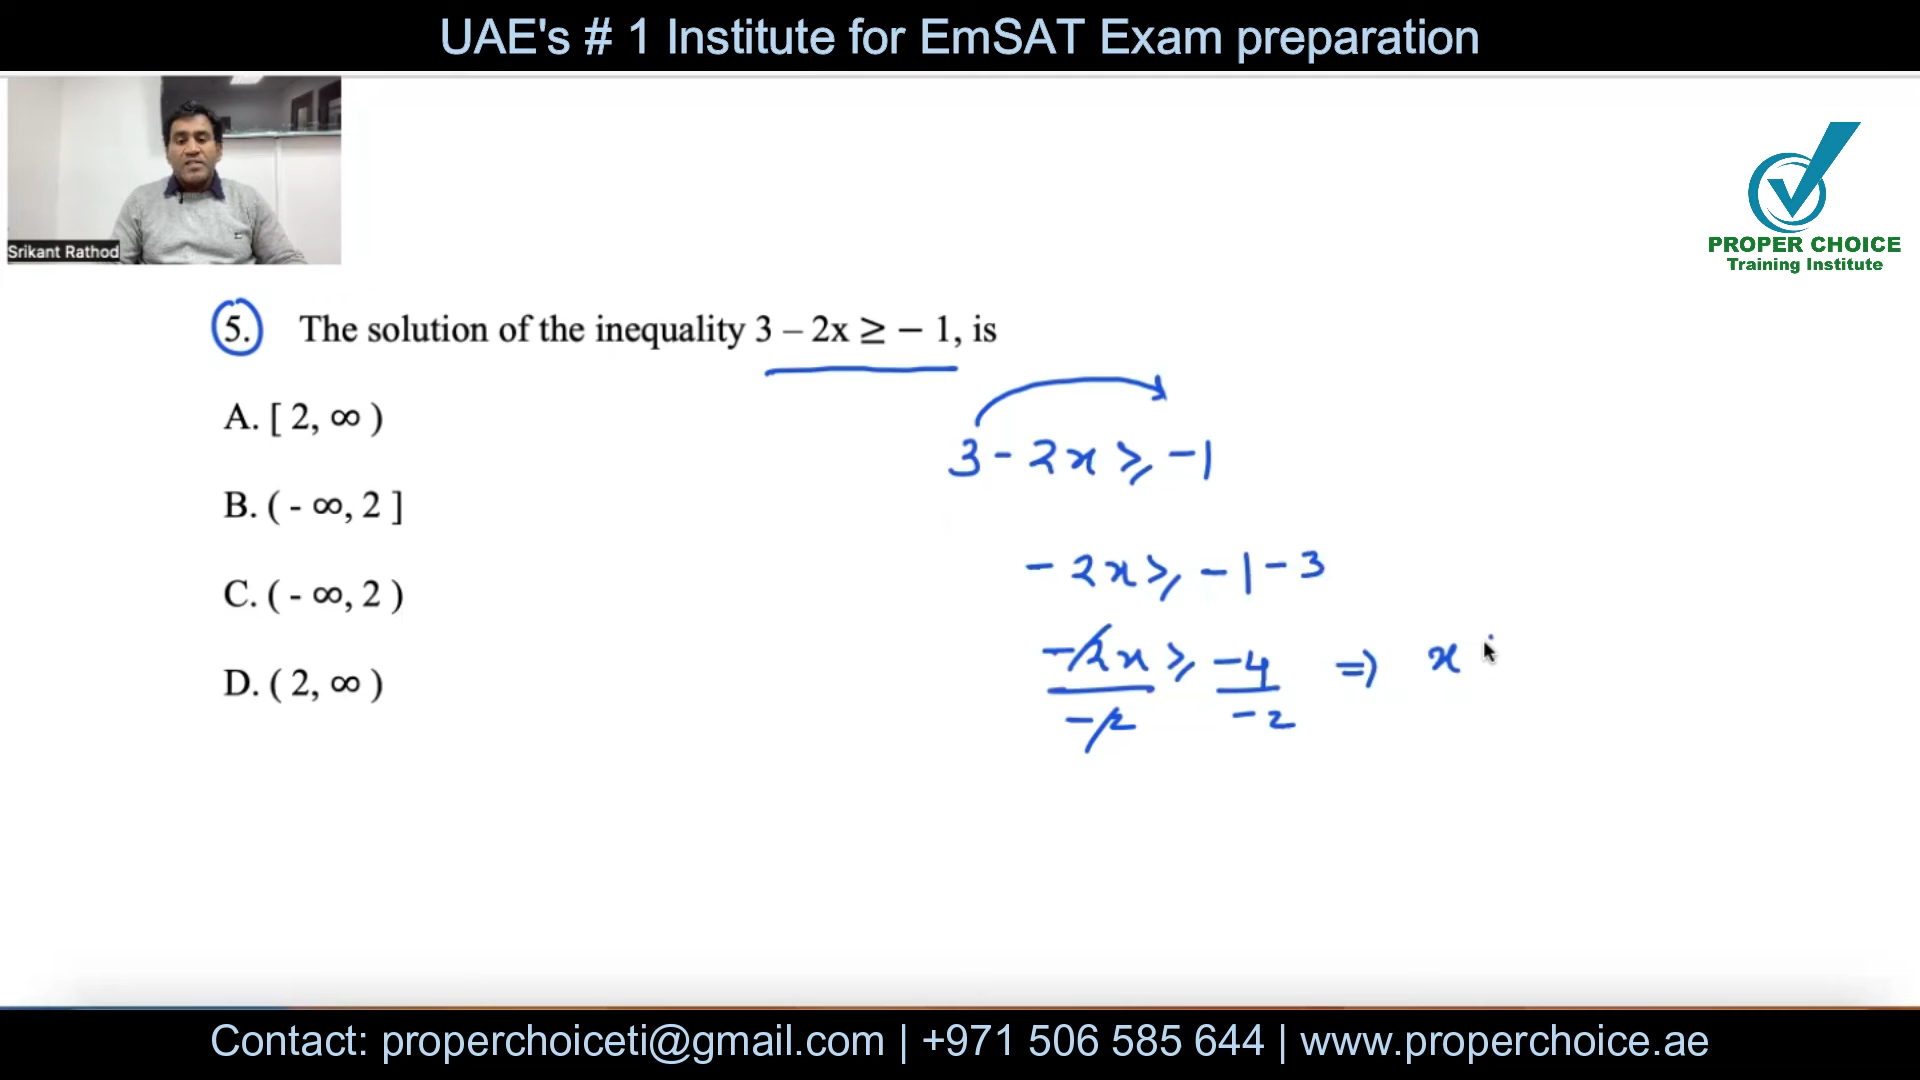 UAE's # 1 Institute for EmSAT Exam preparation
Srikant Rathod
PROPER CHOICE
Training Institute
5. The solution of the inequality 3 – 2x ≥ – 1, is
A. [ 2, ∞ )
B. ( - ∞, 2 ]
C. ( - ∞, 2 )
D. ( 2, ∞ )
3 - 2x ≥ -1
-2x ≥ -1 - 3
-2x/-2 ≥ -4/-2 ⇒ x
Contact: properchoiceti@gmail.com | +971 506 585 644 | www.properchoice.ae